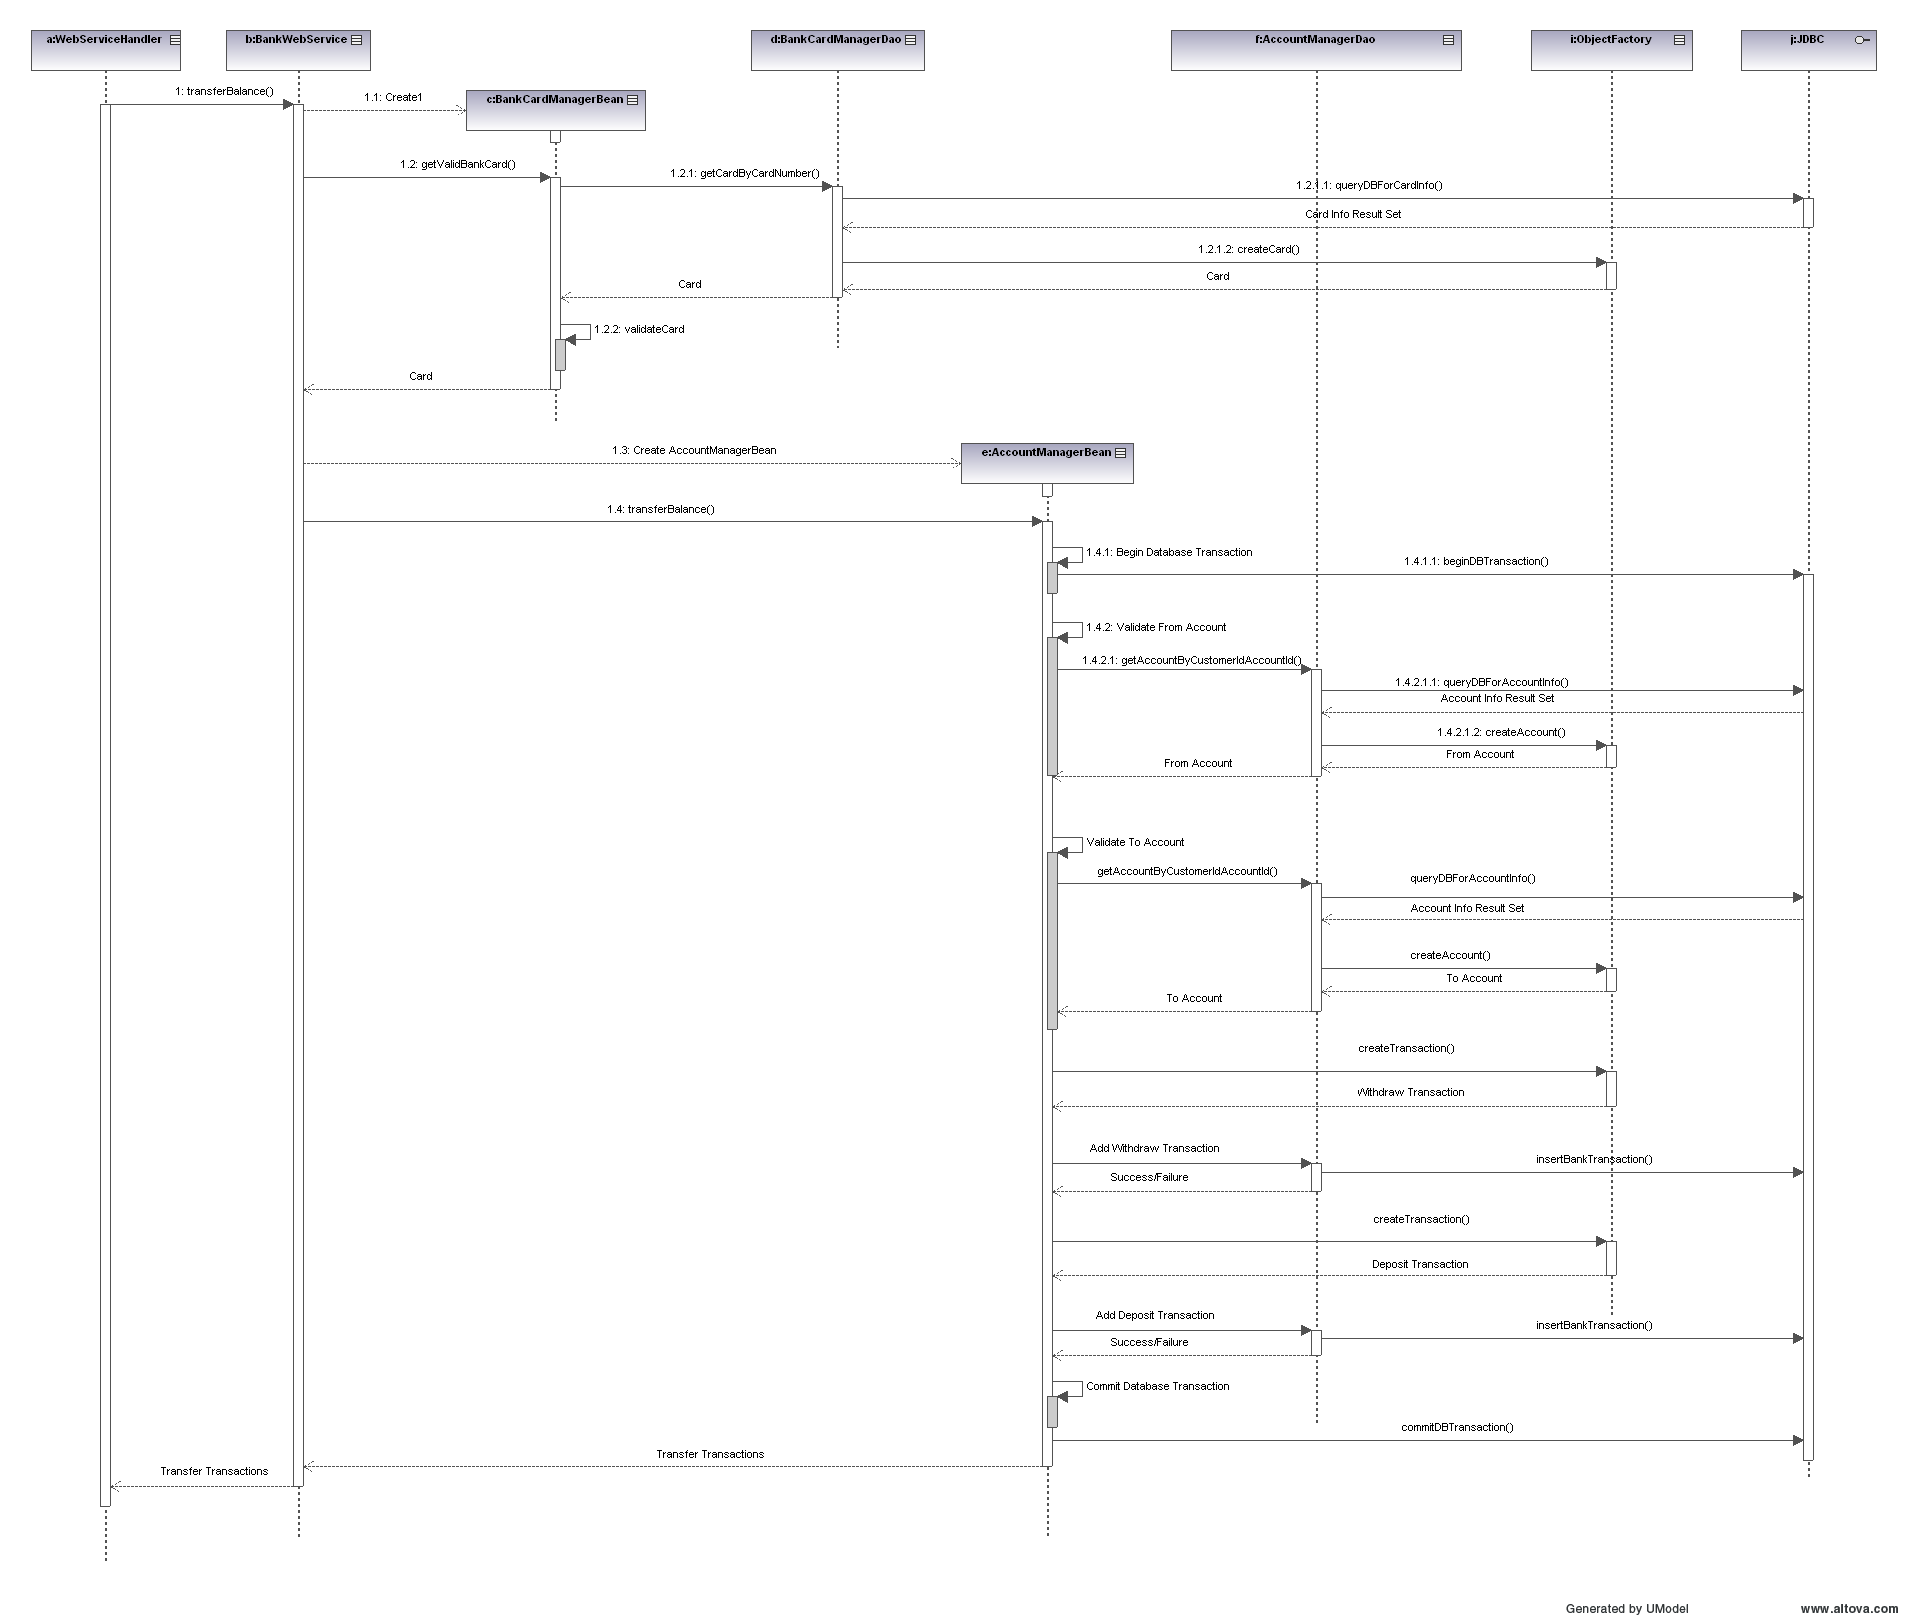 a:WebServiceHandler
b:BankWebService
d:BankCardManagerDao
f:AccountManagerDao
i:ObjectFactory
j:JDBC
1: transferBalance()
1.1: Create1
c:BankCardManagerBean
1.2: getValidBankCard()
1.2.1: getCardByCardNumber()
1.2.1.1: queryDBForCardInfo()
Card Info Result Set
1.2.1.2: createCard()
Card
Card
1.2.2: validateCard
Card
1.3: Create AccountManagerBean
e:AccountManagerBean
1.4: transferBalance()
1.4.1: Begin Database Transaction
1.4.1.1: beginDBTransaction()
1.4.2: Validate From Account
1.4.2.1: getAccountByCustomerIdAccountId()
1.4.2.1.1: queryDBForAccountInfo()
Account Info Result Set
1.4.2.1.2: createAccount()
From Account
From Account
Validate To Account
getAccountByCustomerIdAccountId()
queryDBForAccountInfo()
Account Info Result Set
createAccount()
To Account
To Account
createTransaction()
Withdraw Transaction
Add Withdraw Transaction
insertBankTransaction()
Success/Failure
createTransaction()
Deposit Transaction
Add Deposit Transaction
insertBankTransaction()
Success/Failure
Commit Database Transaction
commitDBTransaction()
Transfer Transactions
Transfer Transactions
Generated by UModel
www.altova.com